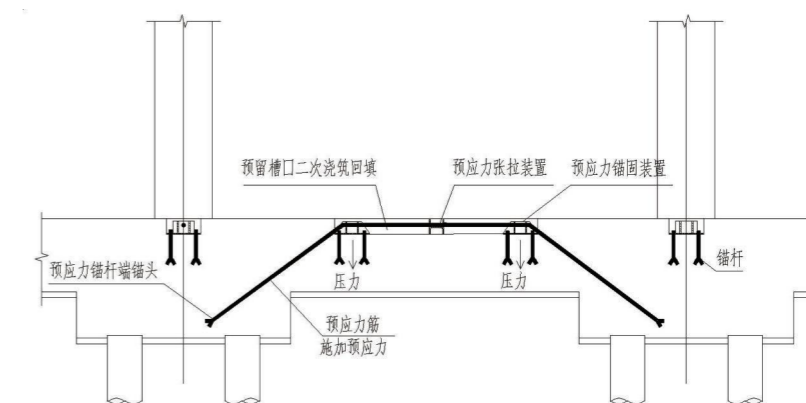 预留槽口二次浇筑回填
预应力张拉装置
预应力锚固装置
预应力锚杆端锚头
压力
压力
锚杆
预应力筋
施加预应力